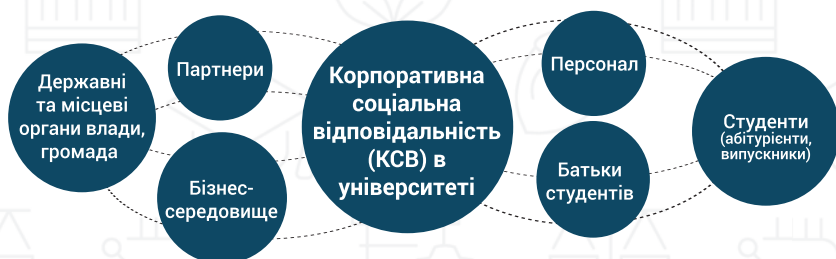 Державні
та місцеві
органи влади,
громада
Партнери
Бізнес-
середовище
Корпоративна
соціальна
відповідальність
(КСВ) в
університеті
Персонал
Батьки
студентів
Студенти
(абітурієнти,
випускники)